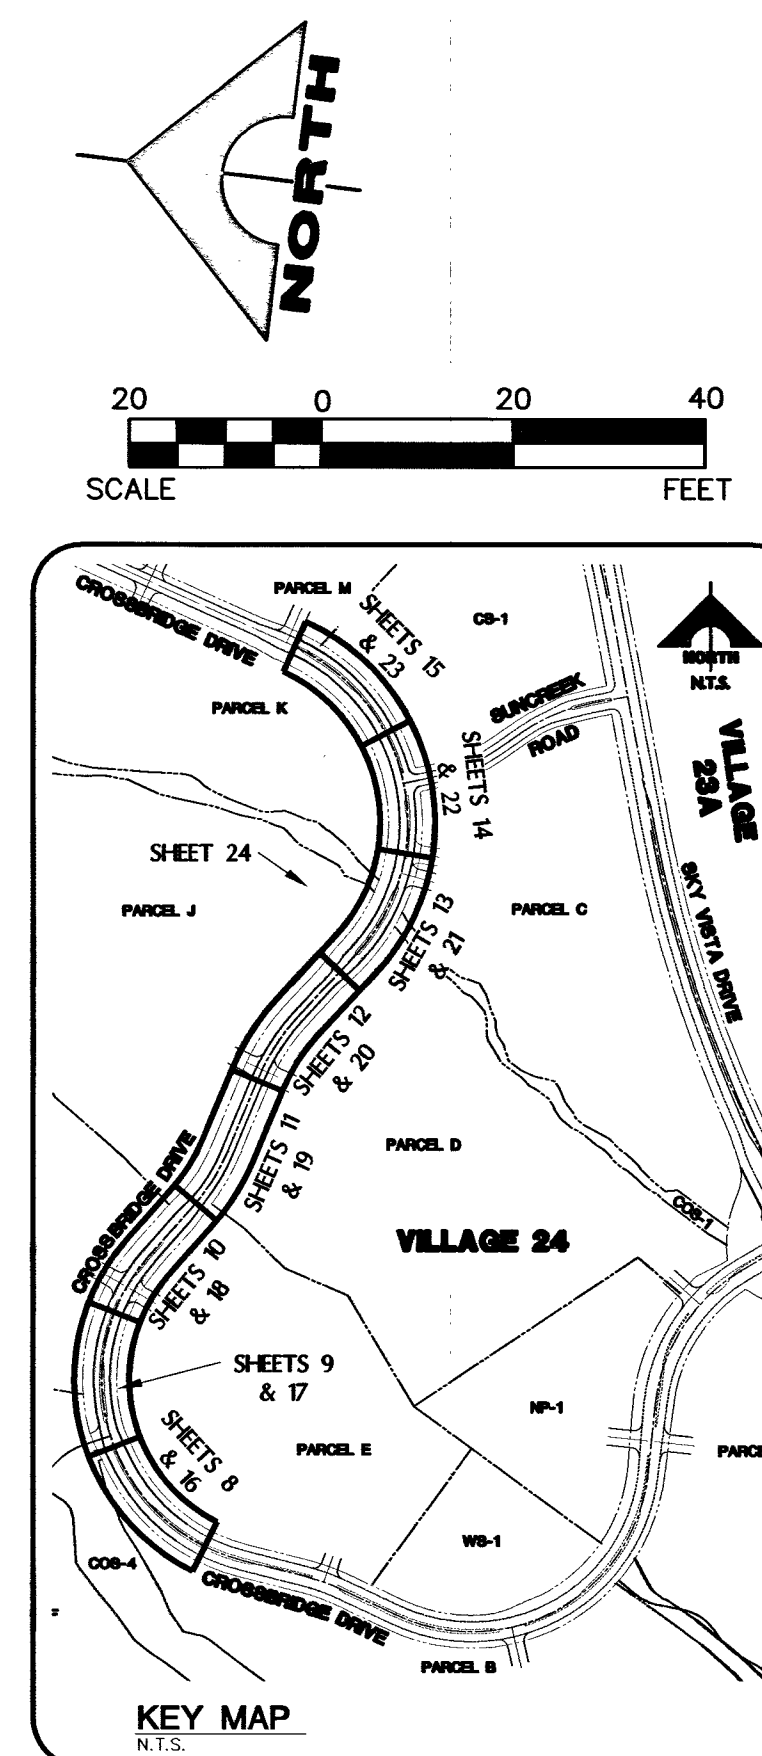 NORTH
20 0 20 40
SCALE FEET
CROSSBRIDGE DRIVE
PARCEL M
SHEETS 15
& 23
CS-1
NORTH
N.T.S.
PARCEL K
SUNCREEK
ROAD
VILLAGE
23A
SHEETS 14
& 22
SHEET 24
PARCEL J
SHEETS 13
& 21
PARCEL C
SKY VISTA DRIVE
SHEETS 12
& 20
SHEETS 11
& 19
PARCEL D
CROSSBRIDGE DRIVE
COS-1
VILLAGE 24
SHEETS 10
& 18
SHEETS 9
& 17
NP-1
SHEETS 8
& 16
PARCEL E
PARCE
WS-1
COS-4
CROSSBRIDGE DRIVE
PARCEL B
KEY MAP
N.T.S.